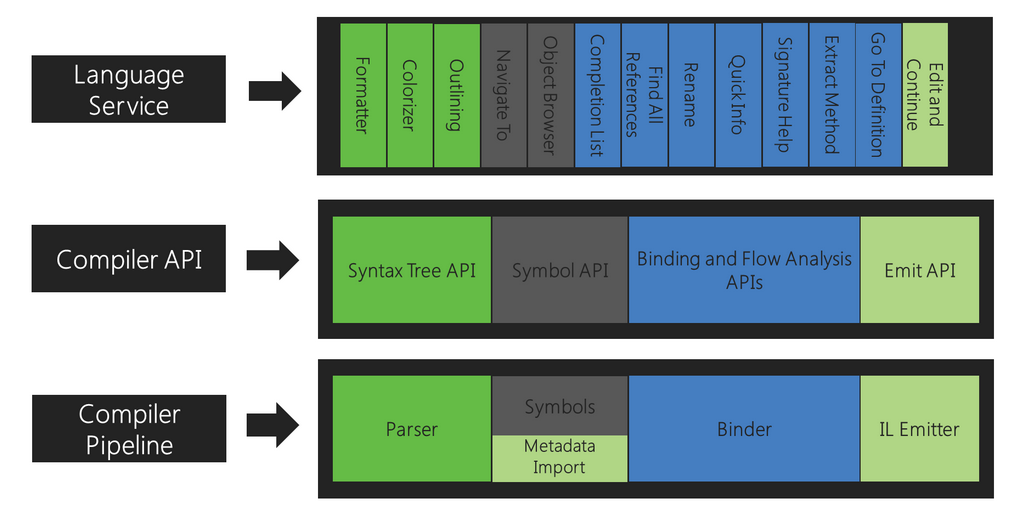 Language
Service
Formatter
Colorizer
Outlining
Navigate To
Object Browser
Completion List
Find All
References
Rename
Quick Info
Signature Help
Extract Method
Go To Definition
Edit and
Continue
Compiler API
Syntax Tree API
Symbol API
Binding and Flow Analysis
APIs
Emit API
Compiler
Pipeline
Parser
Symbols
Metadata
Import
Binder
IL Emitter